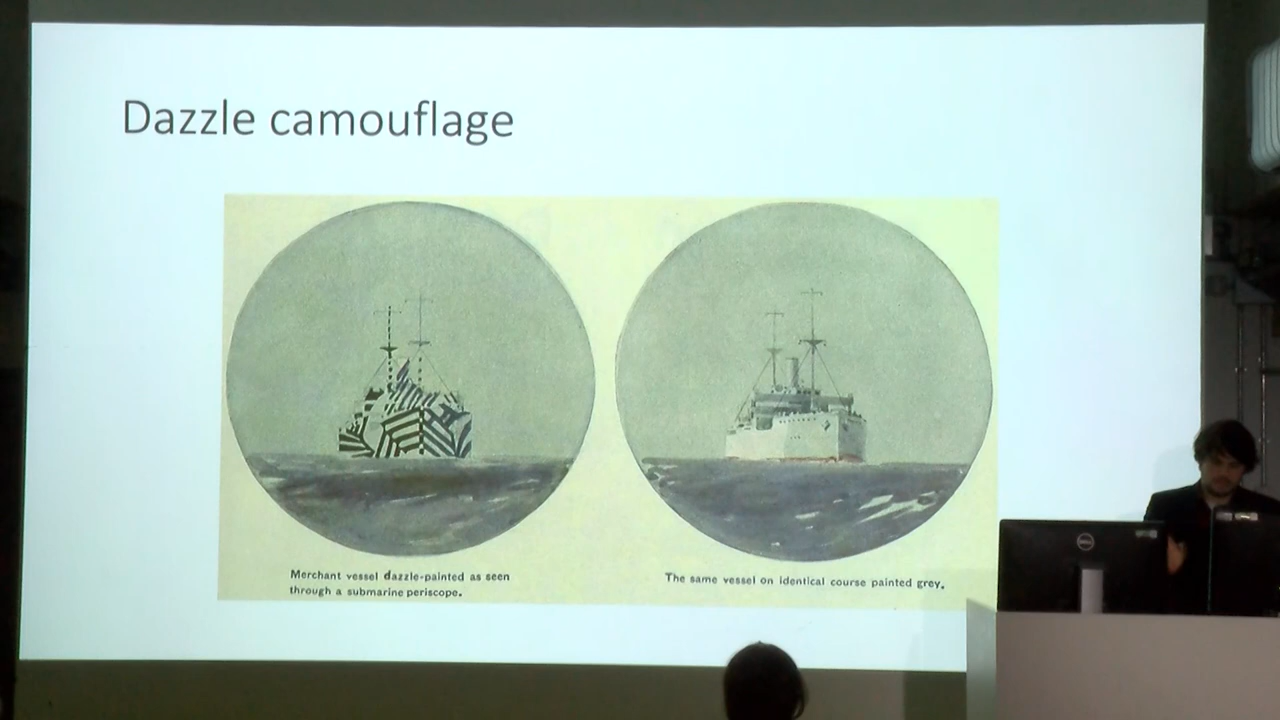 Dazzle camouflage
Merchant vessel dazzle-painted as seen
through a submarine periscope.
The same vessel on identical course painted grey.
DELL